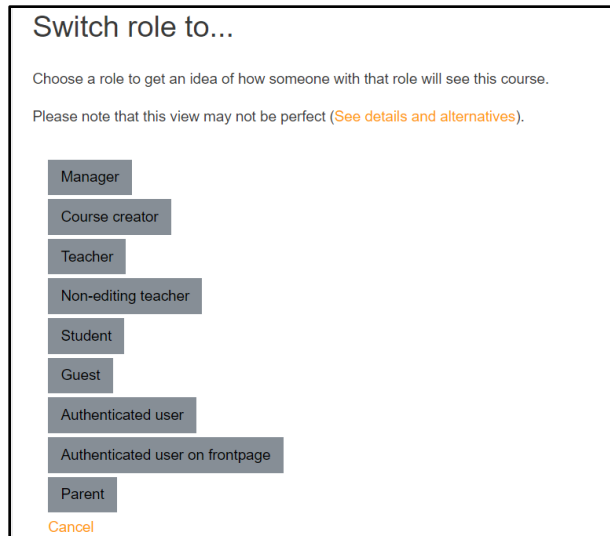 Switch role to...
Choose a role to get an idea of how someone with that role will see this course.
Please note that this view may not be perfect (See details and alternatives).
Manager
Course creator
Teacher
Non-editing teacher
Student
Guest
Authenticated user
Authenticated user on frontpage
Parent
Cancel